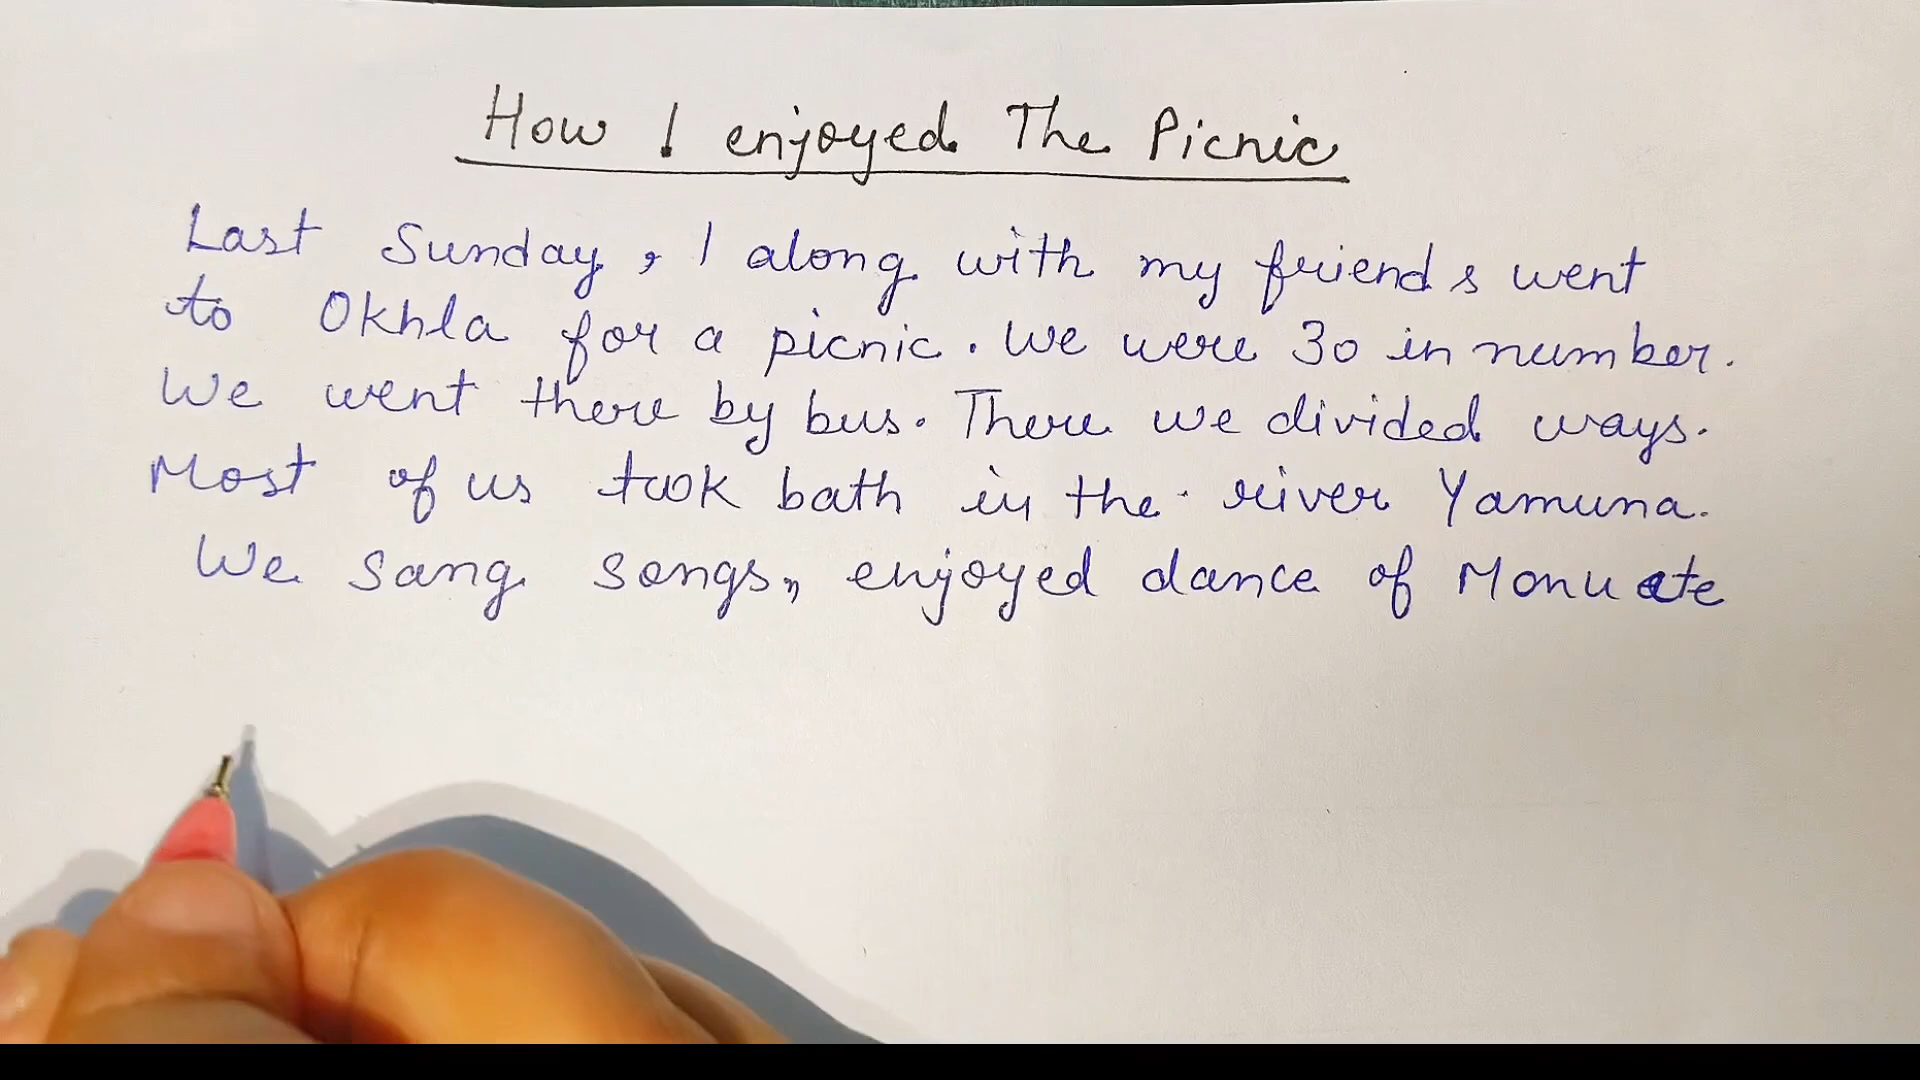 How I enjoyed The Picnic
Last Sunday, I along with my friends went
to Okhla for a picnic. We were 30 in number.
We went there by bus. There we divided ways.
Most of us took bath in the river Yamuna.
We sang songs, enjoyed dance of Monu ate